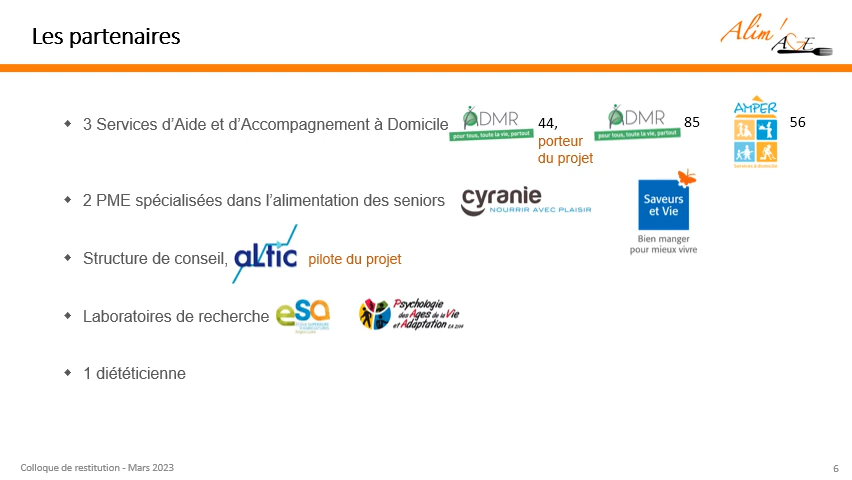 Les partenaires
Alim'
AGE
3 Services d'Aide et d'Accompagnement à Domicile
ADMR
pour tous, toute la vie, partout
44,
porteur
du projet
ADMR
pour tous, toute la vie, partout
85
AMPER
Services à domicile
56
2 PME spécialisées dans l'alimentation des seniors
cyranie
NOURRIR AVEC PLAISIR
Saveurs
et Vie
Bien manger
pour mieux vivre
Structure de conseil,
aLtic
pilote du projet
Laboratoires de recherche
esa
Psychologie
des Ages de la Vie
et Adaptation
1 diététicienne
Colloque de restitution - Mars 2023
6